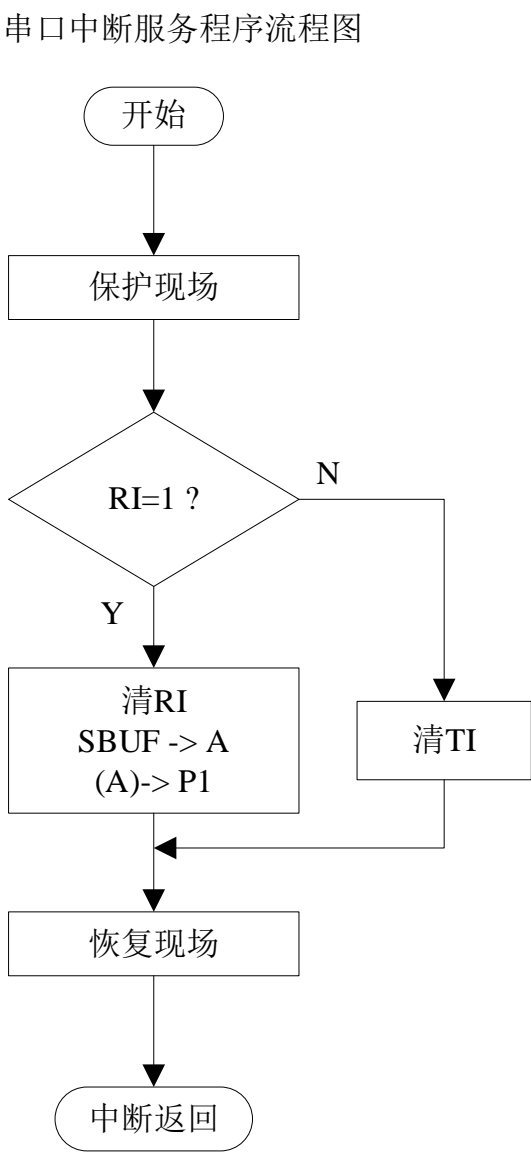 串口中断服务程序流程图
开始
保护现场
RI=1 ?
N
Y
清RI
SBUF -> A
(A)-> P1
清TI
恢复现场
中断返回